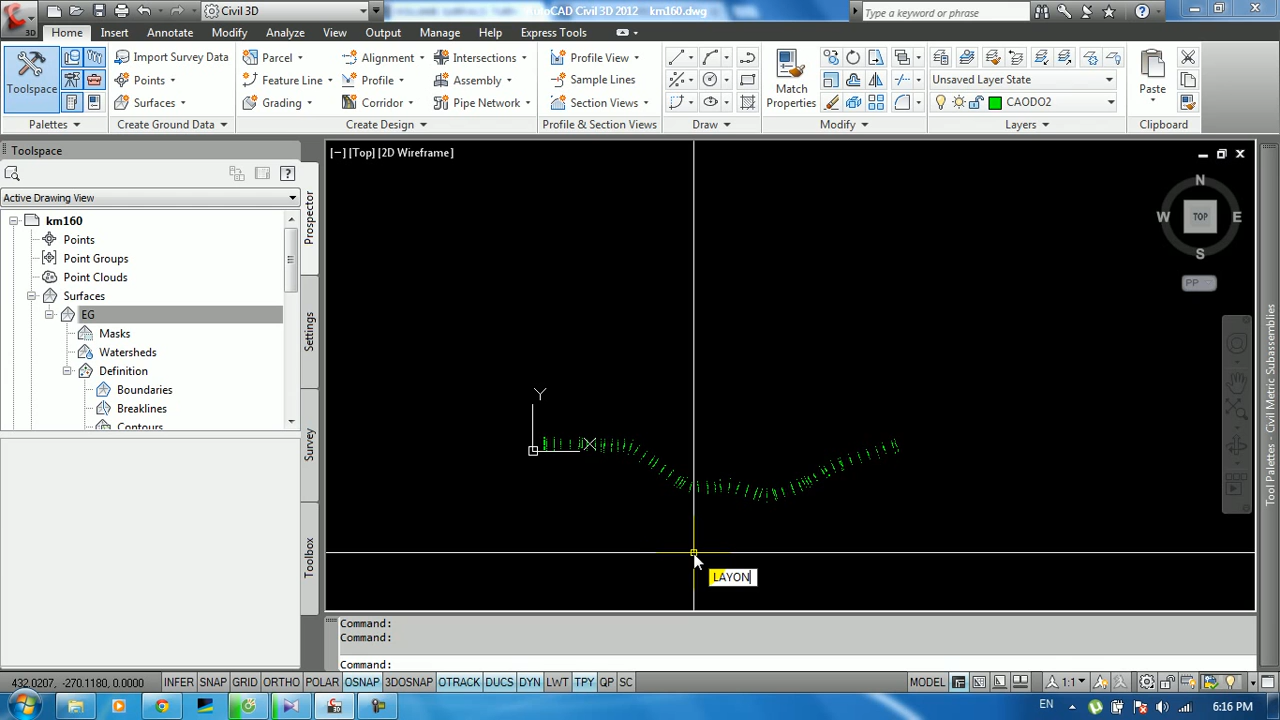 3D
Civil 3D
AutoCAD Civil 3D 2012 km160.dwg
Type a keyword or phrase
Home Insert Annotate Modify Analyze View Output Manage Help Express Tools
Toolspace
Import Survey Data
Points
Surfaces
Parcel
Feature Line
Grading
Alignment
Profile
Corridor
Intersections
Assembly
Pipe Network
Profile View
Sample Lines
Section Views
Match
Properties
Unsaved Layer State
CAODO2
Paste
Palettes Create Ground Data Create Design Profile & Section Views Draw Modify Layers Clipboard
Toolspace
Active Drawing View
km160
Points
Point Groups
Point Clouds
Surfaces
EG
Masks
Watersheds
Definition
Boundaries
Breaklines
Contours
Prospector
Settings
Survey
Toolbox
[−] [Top] [2D Wireframe]
N
W TOP E
S
PP
Y
LAYON
Tool Palettes - Civil Metric Subassemblies
Command:
Command:
Command:
432.0207, -270.1180, 0.0000 INFER SNAP GRID ORTHO POLAR OSNAP 3DOSNAP OTRACK DUCS DYN LWT TPY QP SC MODEL 1:1
EN 6:16 PM